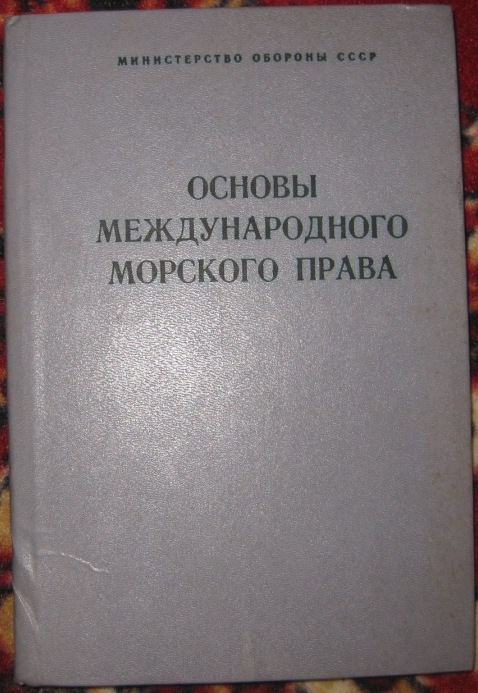 МИНИСТЕРСТВО ОБОРОНЫ СССР
ОСНОВЫ
МЕЖДУНАРОДНОГО
МОРСКОГО ПРАВА